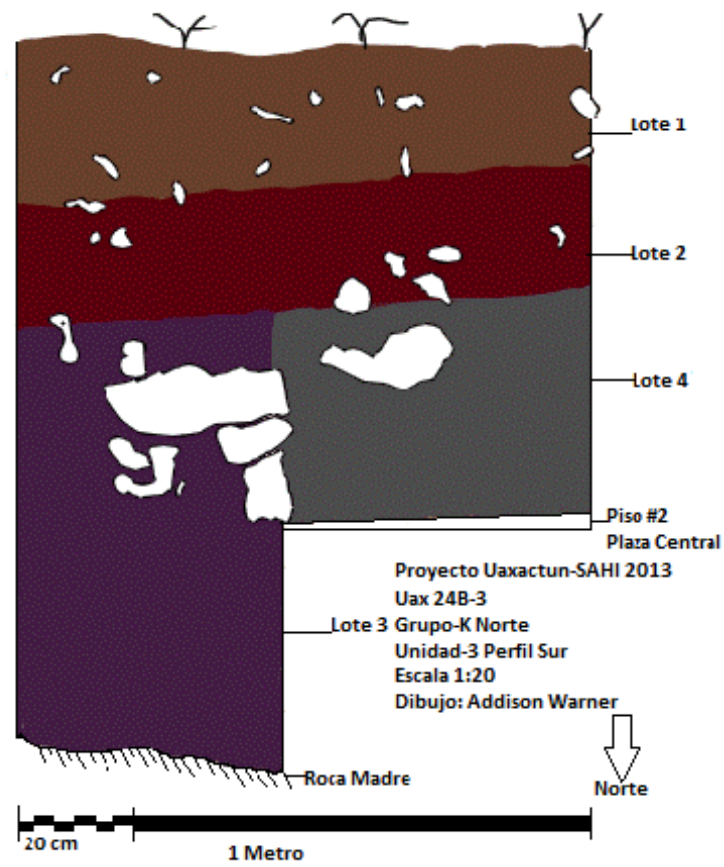 Lote 1
Lote 2
Lote 4
Piso #2
Plaza Central
Proyecto Uaxactun-SAHI 2013
Uax 24B-3
Lote 3
Grupo-K Norte
Unidad-3 Perfil Sur
Escala 1:20
Dibujo: Addison Warner
Roca Madre
Norte
20 cm
1 Metro